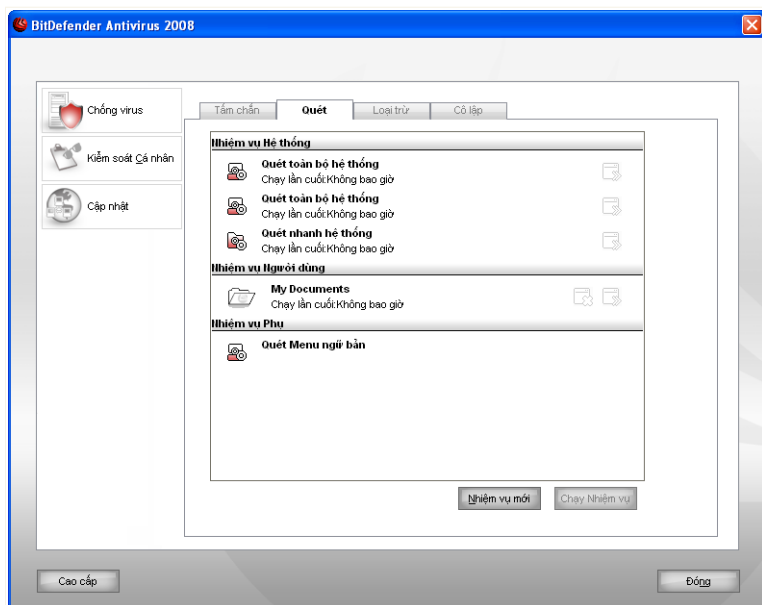 BitDefender Antivirus 2008
Chống virus
Kiểm soát Cá nhân
Cập nhật
Tấm chắn
Quét
Loại trừ
Cô lập
Nhiệm vụ Hệ thống
Quét toàn bộ hệ thống
Chạy lần cuối:Không bao giờ
Quét toàn bộ hệ thống
Chạy lần cuối:Không bao giờ
Quét nhanh hệ thống
Chạy lần cuối:Không bao giờ
Nhiệm vụ Người dùng
My Documents
Chạy lần cuối:Không bao giờ
Nhiệm vụ Phụ
Quét Menu ngữ bản
Nhiệm vụ mới
Chạy Nhiệm vụ
Cao cấp
Đóng